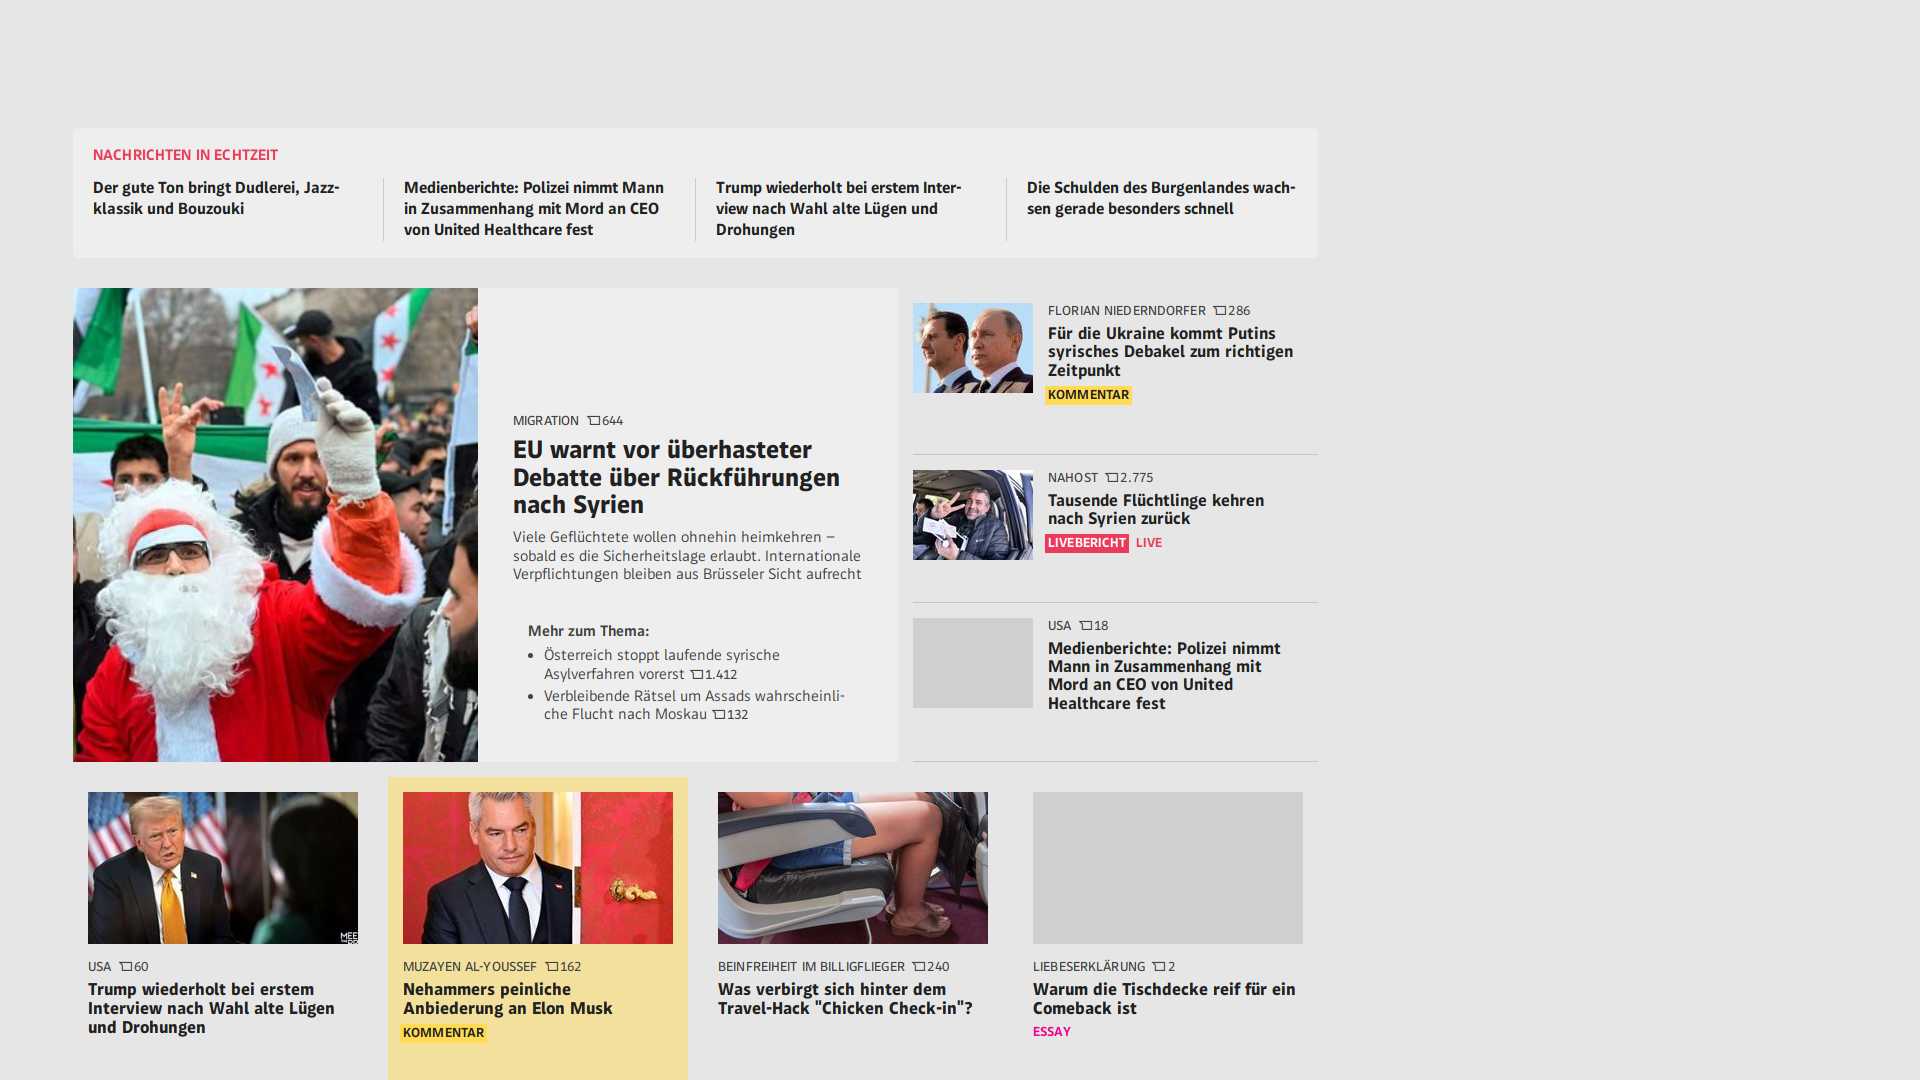 NACHRICHTEN IN ECHTZEIT
Der gute Ton bringt Dudlerei, Jazz-
klassik und Bouzouki
Medienberichte: Polizei nimmt Mann
in Zusammenhang mit Mord an CEO
von United Healthcare fest
Trump wiederholt bei erstem Inter-
view nach Wahl alte Lügen und
Drohungen
Die Schulden des Burgenlandes wach-
sen gerade besonders schnell
MIGRATION 644
EU warnt vor überhasteter
Debatte über Rückführungen
nach Syrien
Viele Geflüchtete wollen ohnehin heimkehren –
sobald es die Sicherheitslage erlaubt. Internationale
Verpflichtungen bleiben aus Brüsseler Sicht aufrecht
Mehr zum Thema:
• Österreich stoppt laufende syrische
Asylverfahren vorerst 1.412
• Verbleibende Rätsel um Assads wahrscheinli-
che Flucht nach Moskau 132
FLORIAN NIEDERNDORFER 286
Für die Ukraine kommt Putins
syrisches Debakel zum richtigen
Zeitpunkt
KOMMENTAR
NAHOST 2.775
Tausende Flüchtlinge kehren
nach Syrien zurück
LIVEBERICHT LIVE
USA 18
Medienberichte: Polizei nimmt
Mann in Zusammenhang mit
Mord an CEO von United
Healthcare fest
USA 60
Trump wiederholt bei erstem
Interview nach Wahl alte Lügen
und Drohungen
MUZAYEN AL-YOUSSEF 162
Nehammers peinliche
Anbiederung an Elon Musk
KOMMENTAR
BEINFREIHEIT IM BILLIGFLIEGER 240
Was verbirgt sich hinter dem
Travel-Hack "Chicken Check-in"?
LIEBESERKLÄRUNG 2
Warum die Tischdecke reif für ein
Comeback ist
ESSAY